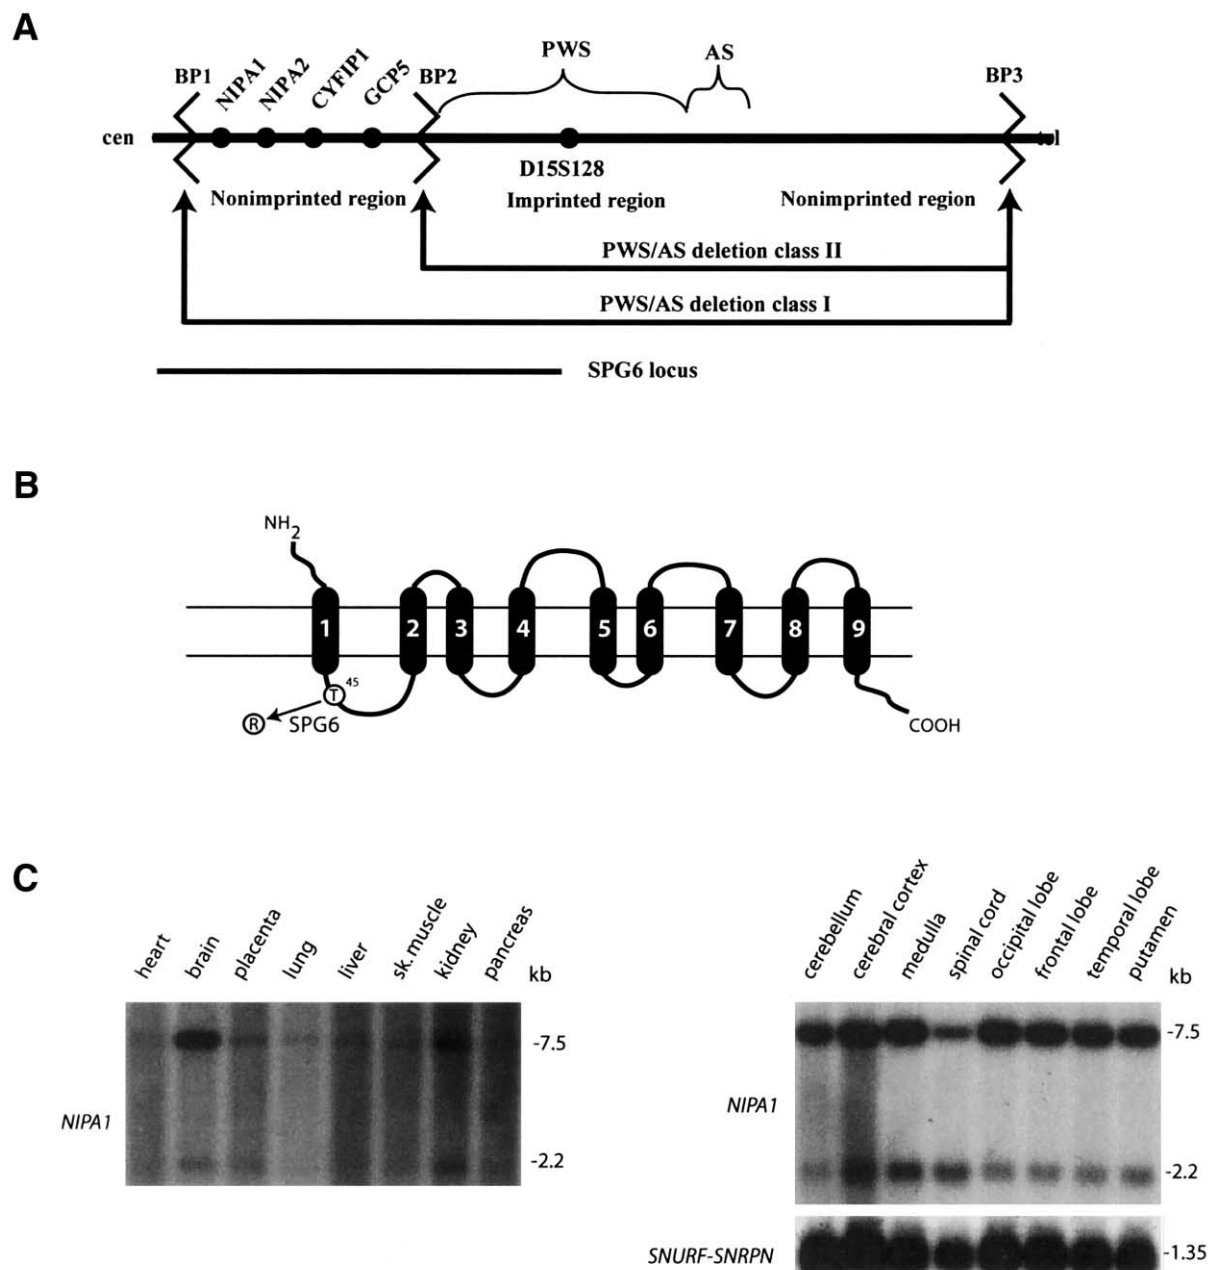 A
PWS
AS
BP1
NIPA1
NIPA2
CYFIP1
GCP5
BP2
BP3
cen
D15S128
Nonimprinted region
Imprinted region
Nonimprinted region
PWS/AS deletion class II
PWS/AS deletion class I
SPG6 locus
B
NH2
1 2 3 4 5 6 7 8 9
T 45
R SPG6
COOH
C
heart brain placenta lung liver sk. muscle kidney pancreas kb
-7.5
NIPA1
-2.2
cerebellum cerebral cortex medulla spinal cord occipital lobe frontal lobe temporal lobe putamen kb
-7.5
NIPA1
-2.2
SNURF-SNRPN -1.35